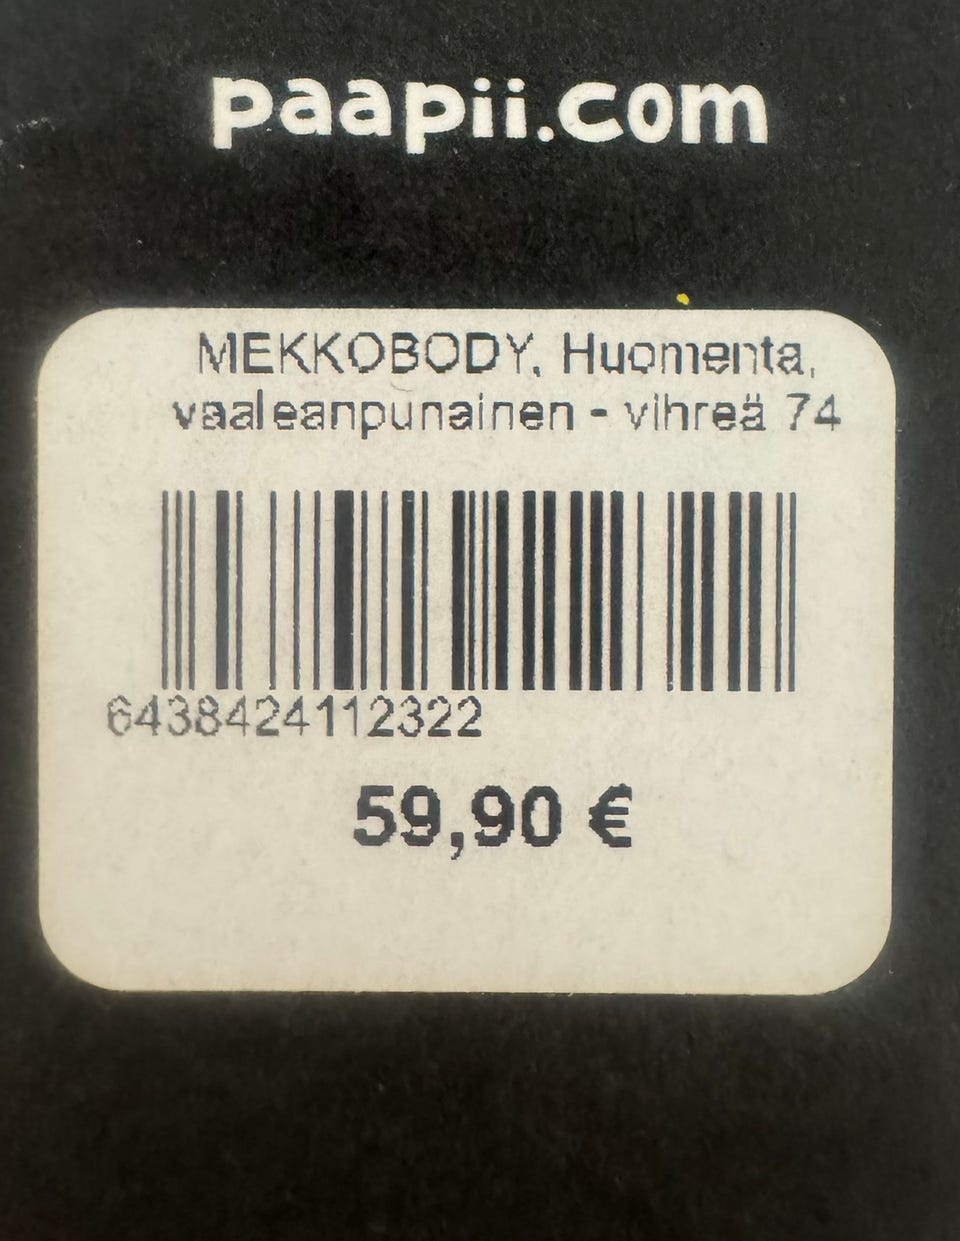 paapii.com
MEKKOBODY, Huomenta,
vaaleanpunainen - vihreä 74
6438424112322
59,90 €